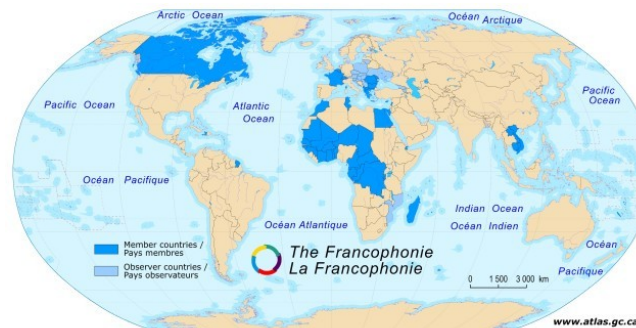 Arctic Ocean
Océan
Arctique
Pacific Ocean
Atlantic
Ocean
Pacific
Ocean
Océan Pacifique
Océan Atlantique
Indian Ocean
Océan Indien
Océan
Pacifique
Member countries /
Pays membres
Observer countries /
Pays observateurs
The Francophonie
La Francophonie
0 1 500 3 000 km
www.atlas.gc.ca